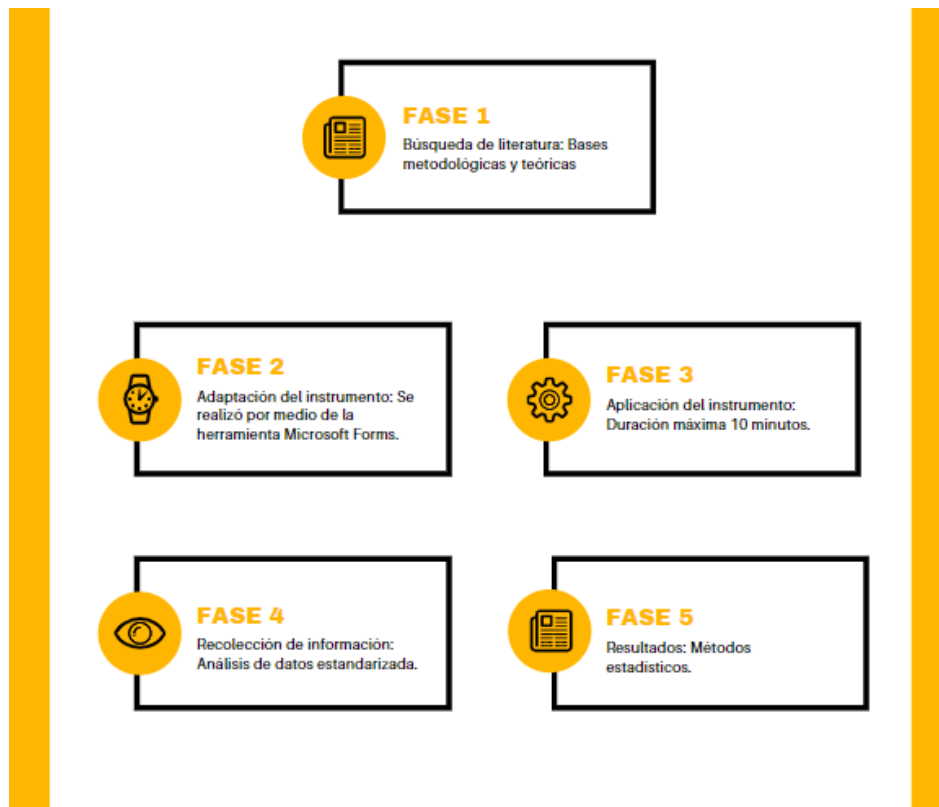 FASE 1
Búsqueda de literatura: Bases
metodológicas y teóricas
FASE 2
Adaptación del instrumento: Se
realizó por medio de la
herramienta Microsoft Forms.
FASE 3
Aplicación del instrumento:
Duración máxima 10 minutos.
FASE 4
Recolección de información:
Análisis de datos estandarizada.
FASE 5
Resultados: Métodos
estadísticos.